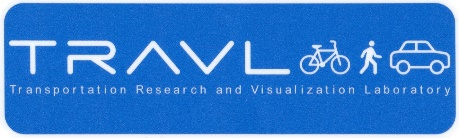 TRAVL
Transportation Research and Visualization Laboratory